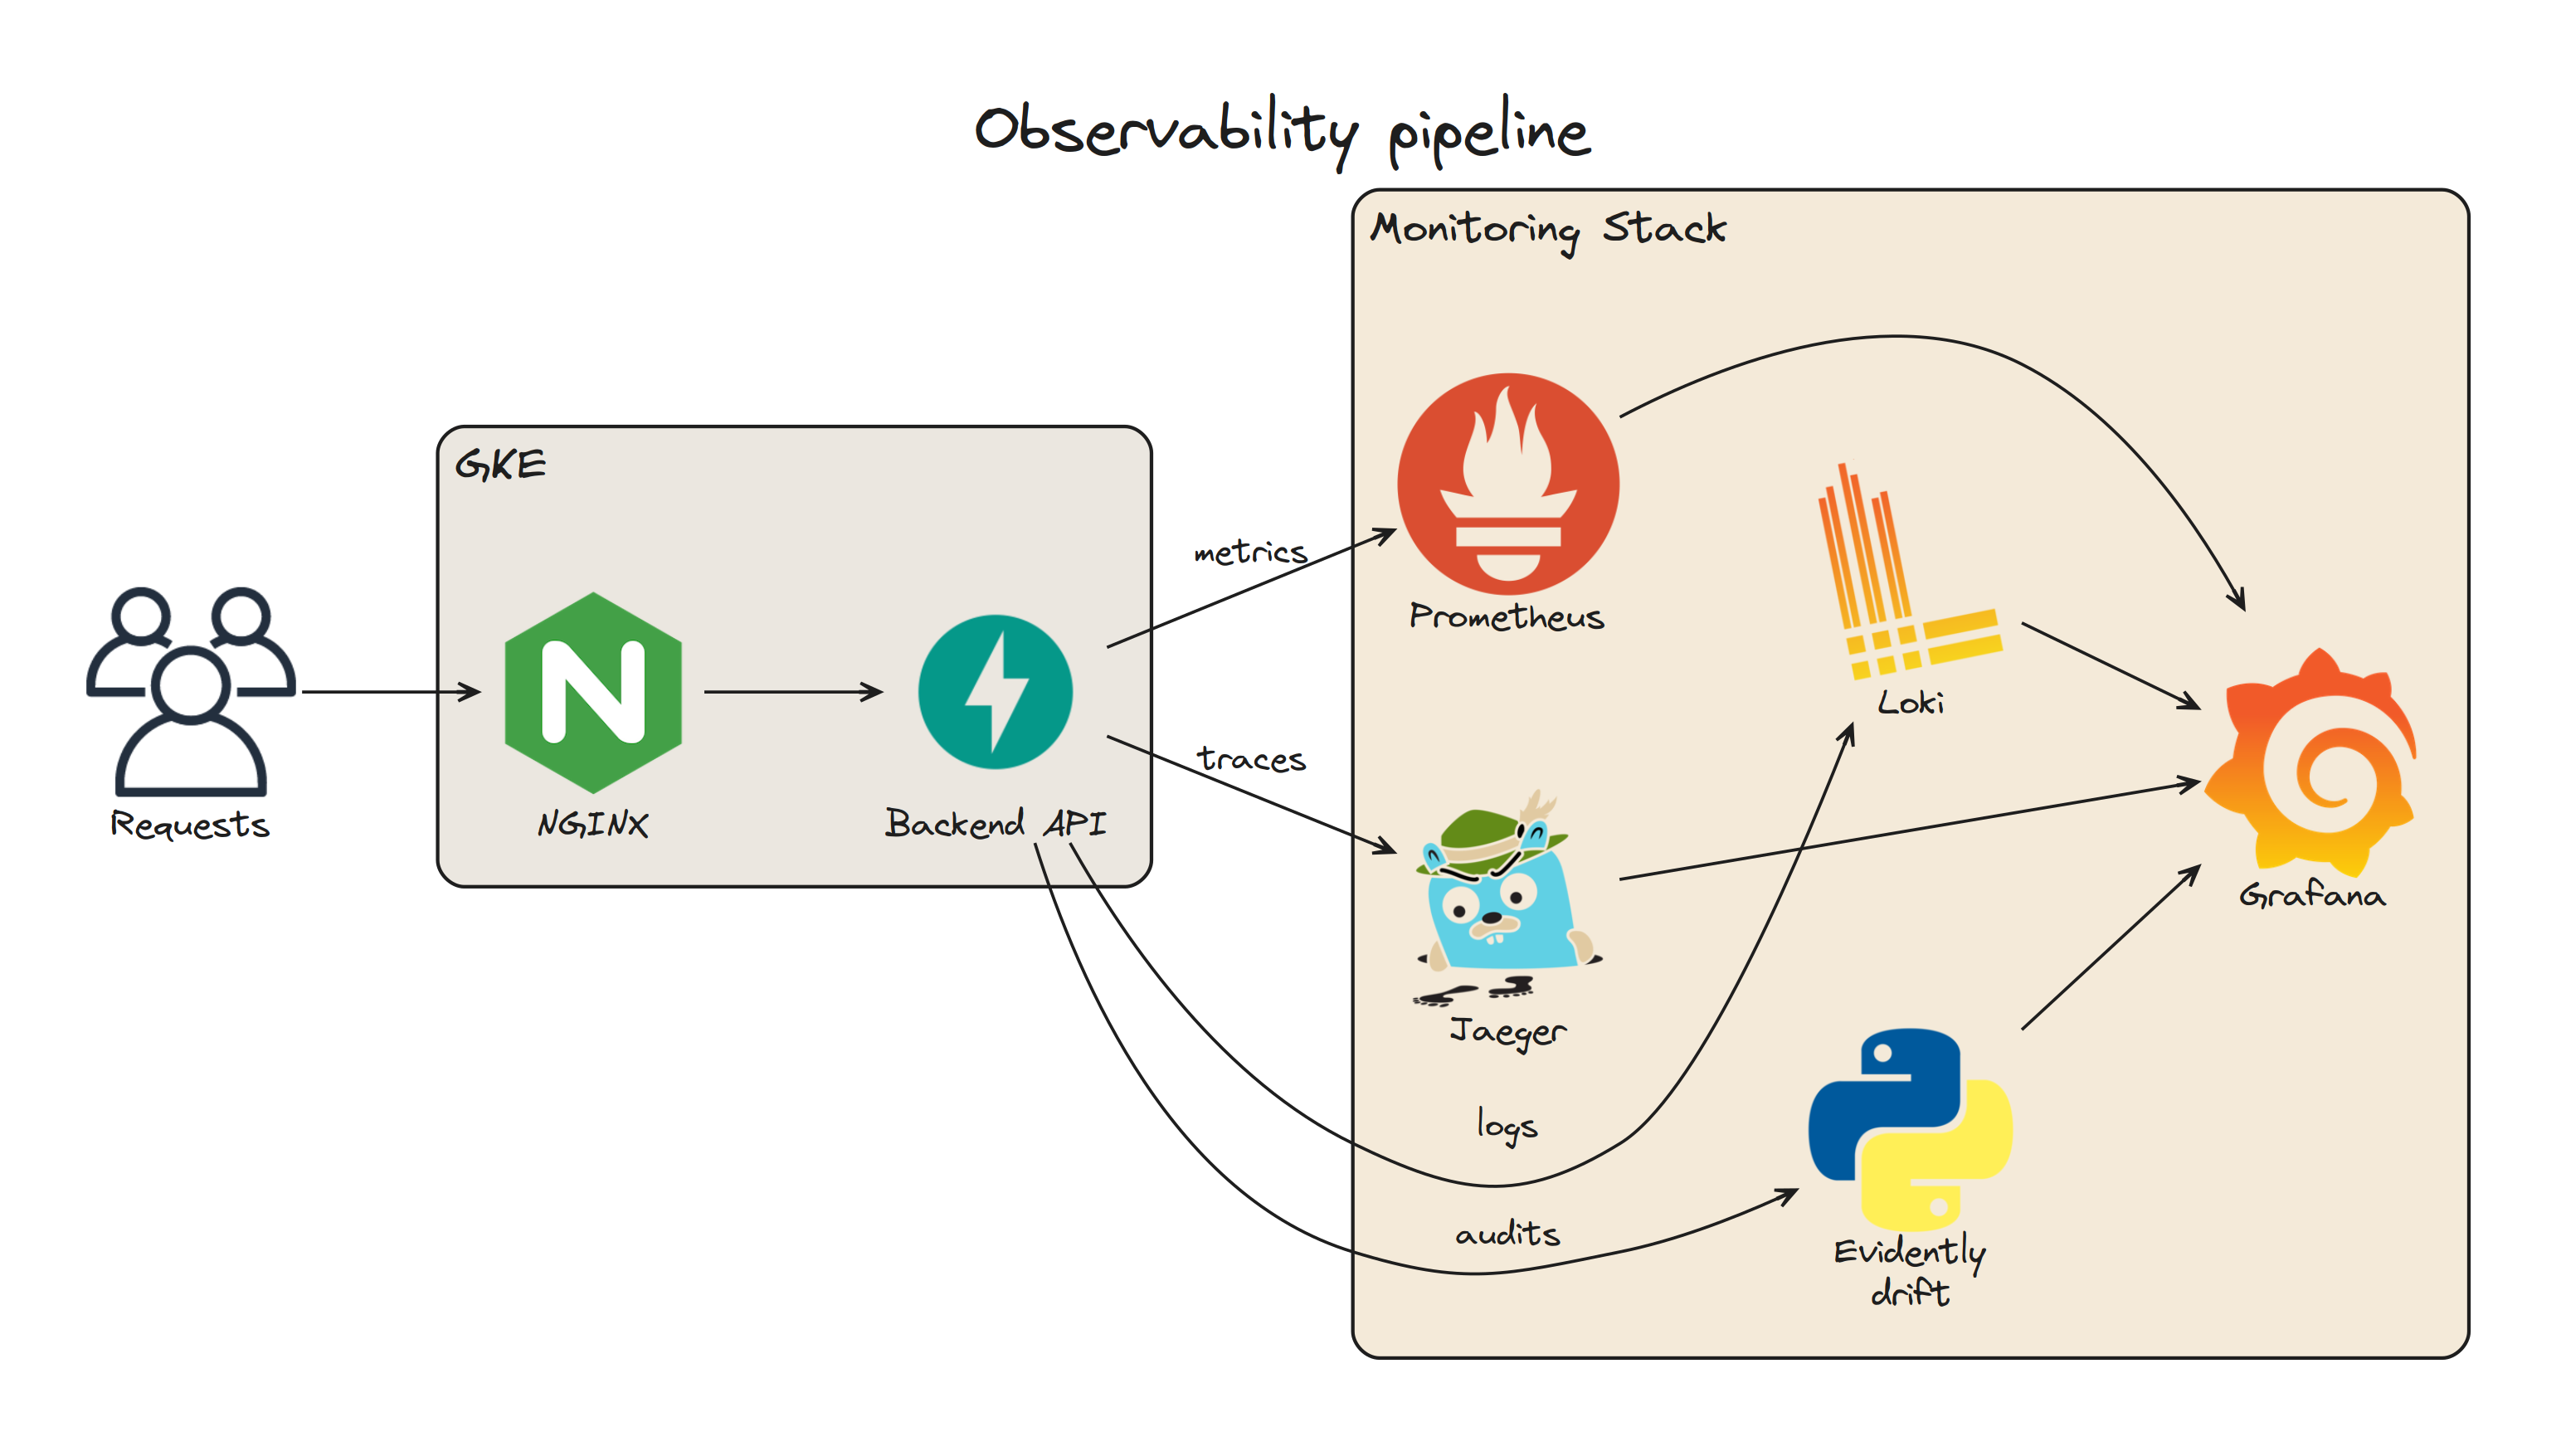 Observability pipeline
Monitoring Stack
GKE
metrics
Prometheus
Loki
traces
Requests
NGINX
Backend API
Grafana
Jaeger
logs
audits
Evidently
drift